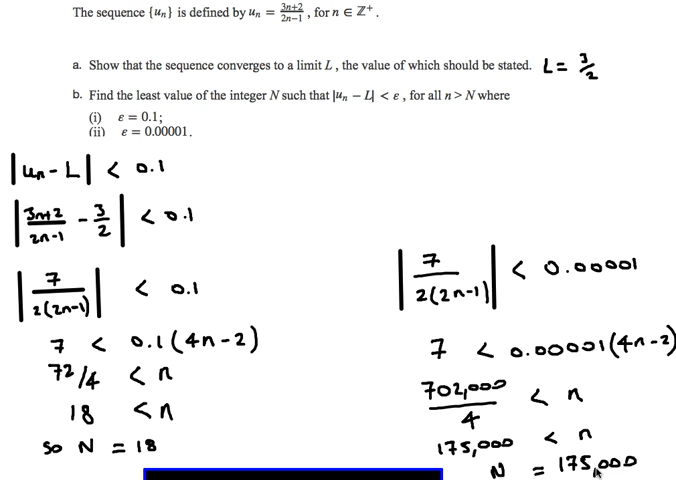 The sequence {uₙ} is defined by uₙ = (3n+2)/(2n−1) , for n ∈ ℤ⁺ .
a. Show that the sequence converges to a limit L , the value of which should be stated. L = 3/2
b. Find the least value of the integer N such that |uₙ − L| < ε , for all n > N where
(i) ε = 0.1;
(ii) ε = 0.00001.
|uₙ - L| < 0.1
|(3n+2)/(2n-1) - 3/2| < 0.1
|7/(2(2n-1))| < 0.1
7 < 0.1(4n-2)
72/4 < n
18 < n
so N = 18
|7/(2(2n-1))| < 0.00001
7 < 0.00001(4n-2)
702,000/4 < n
175,000 < n
N = 175,000